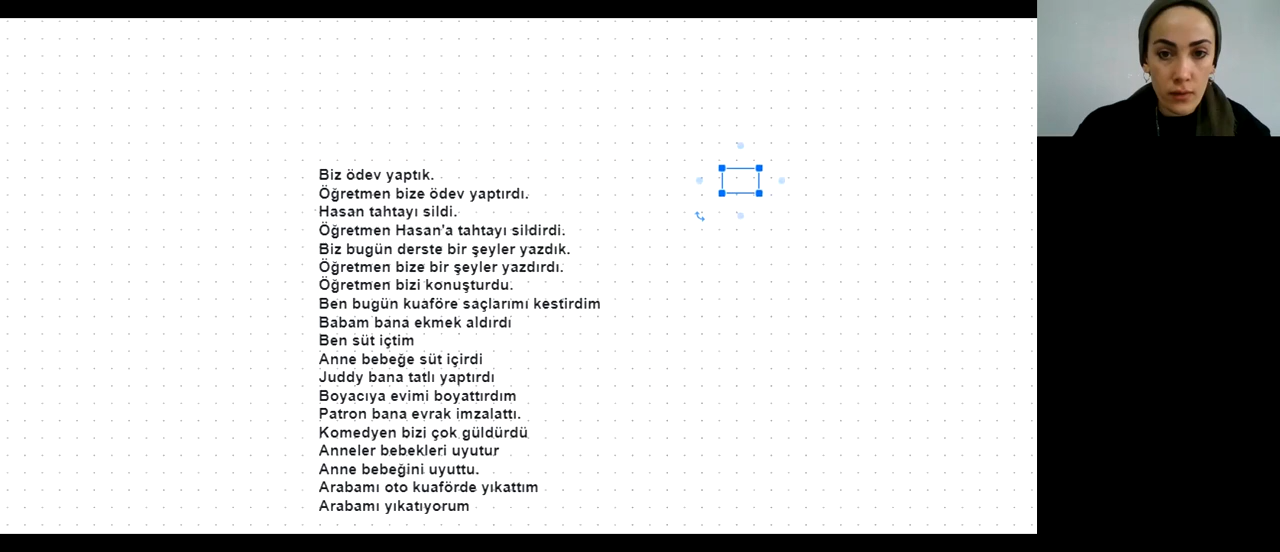 Biz ödev yaptık.
Öğretmen bize ödev yaptırdı.
Hasan tahtayı sildi.
Öğretmen Hasan'a tahtayı sildirdi.
Biz bugün derste bir şeyler yazdık.
Öğretmen bize bir şeyler yazdırdı.
Öğretmen bizi konuşturdu.
Ben bugün kuaföre saçlarımı kestirdim
Babam bana ekmek aldırdı
Ben süt içtim
Anne bebeğe süt içirdi
Juddy bana tatlı yaptırdı
Boyacıya evimi boyattırdım
Patron bana evrak imzalattı.
Komedyen bizi çok güldürdü
Anneler bebekleri uyutur
Anne bebeğini uyuttu.
Arabamı oto kuaförde yıkattım
Arabamı yıkatıyorum